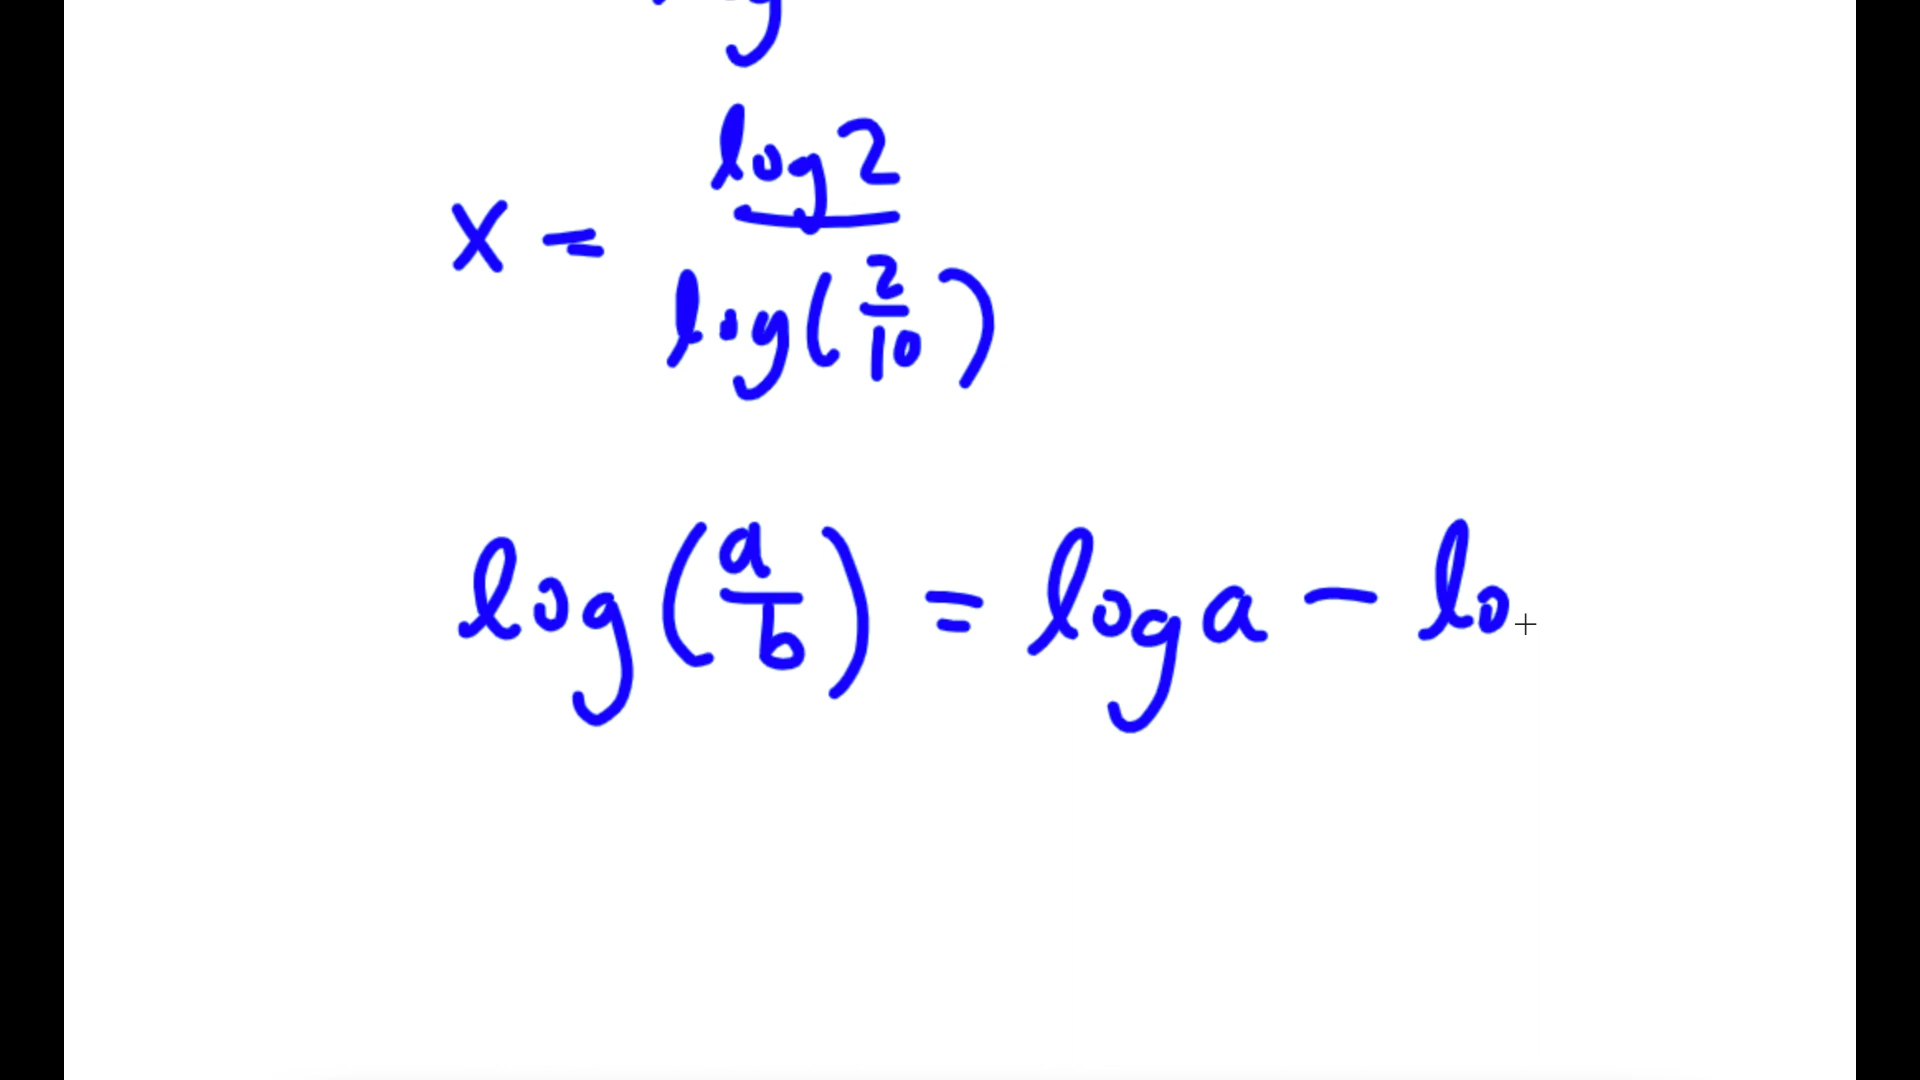 x = log 2 / log(2/10)
log(a/b) = log a - lo